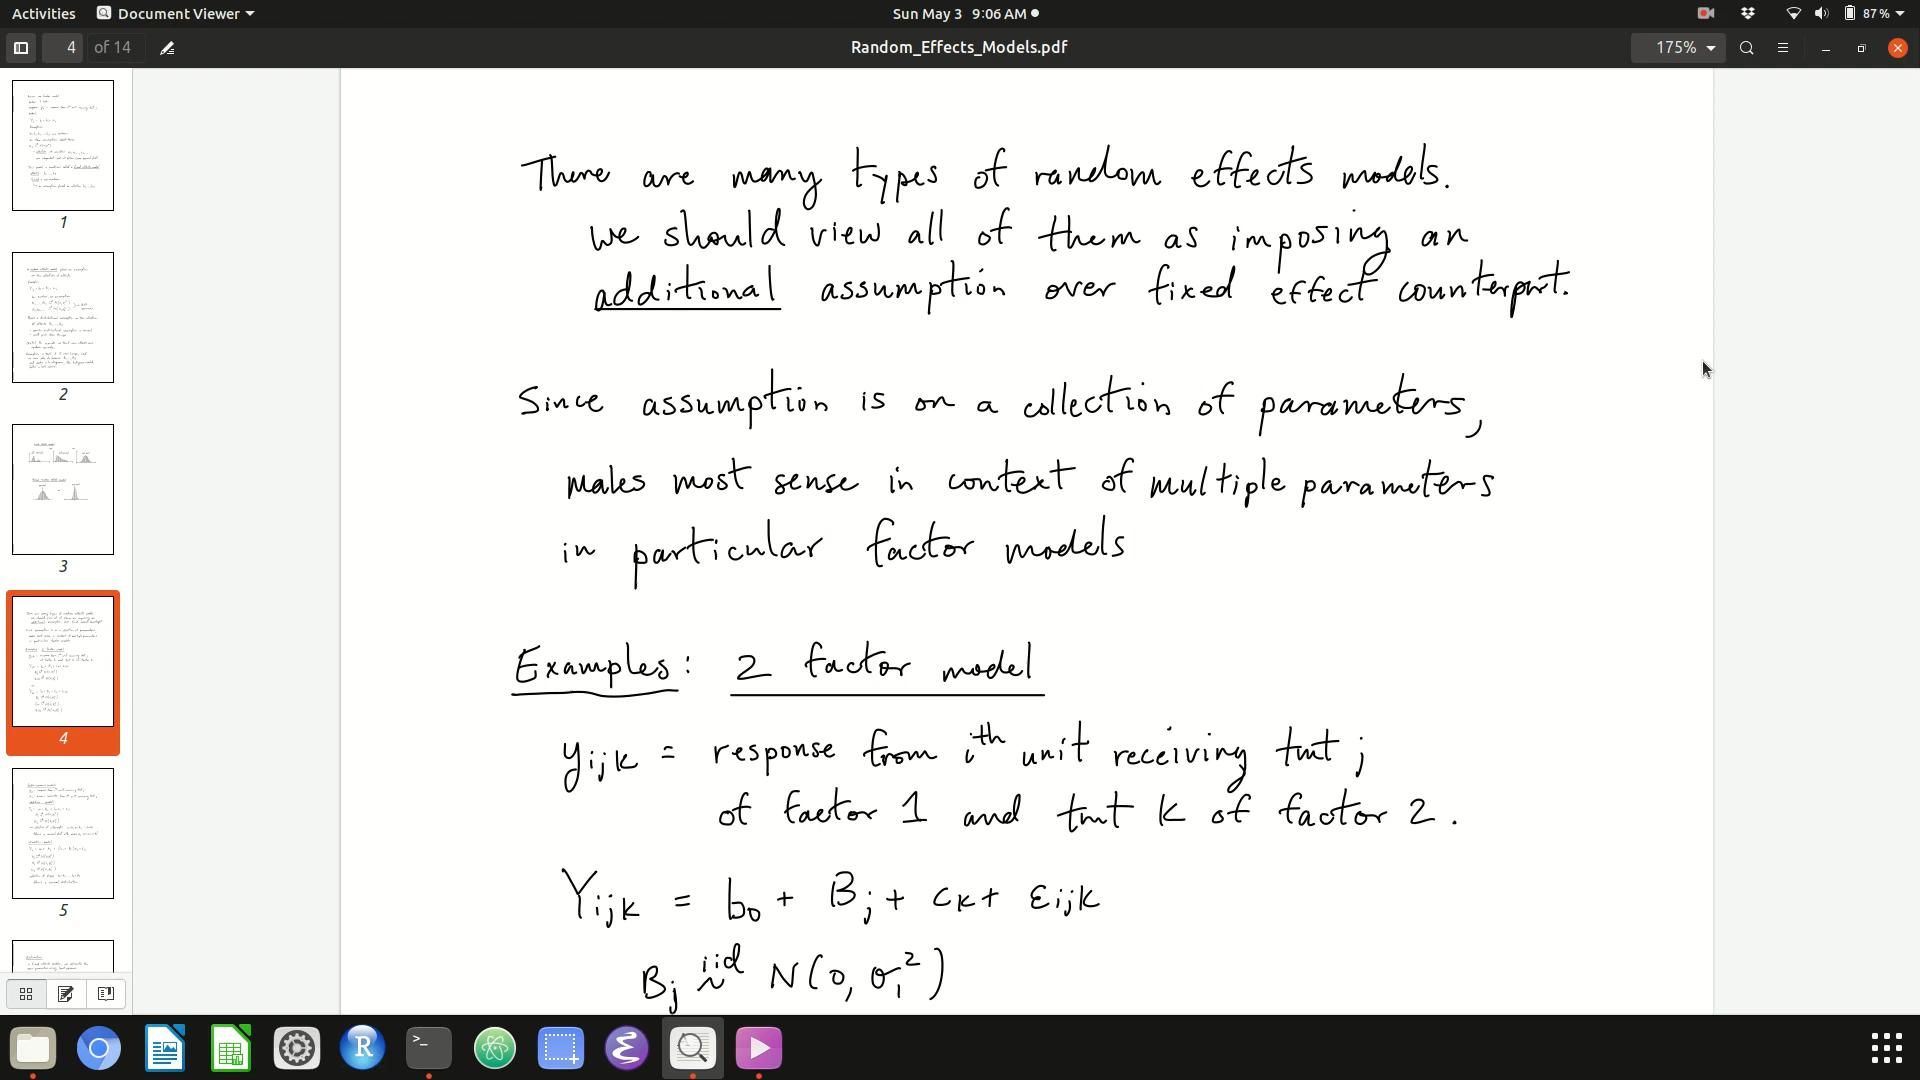 Activities
Document Viewer
Sun May 3 9:06 AM
87 %
4 of 14
Random_Effects_Models.pdf
175%
1
2
3
4
5
There are many types of random effects models.
we should view all of them as imposing an
additional assumption over fixed effect counterpart.
Since assumption is on a collection of parameters,
makes most sense in context of multiple parameters
in particular factor models
Examples: 2 factor model
yijk = response from ith unit receiving tmt j
of factor 1 and tmt k of factor 2.
Yijk = b₀ + Bj + ck + εijk
Bj iid ~ N(0, σ₁²)
R
>_